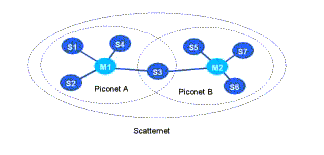 S1
S4
S5
S7
M1
S3
M2
S2
S6
Piconet A
Piconet B
Scatternet